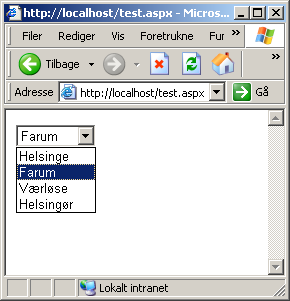 http://localhost/test.aspx - Micros...
Filer Rediger Vis Foretrukne Fur »
Tilbage »
Adresse http://localhost/test.aspx Gå
Farum
Helsinge
Farum
Værløse
Helsingør
Lokalt intranet